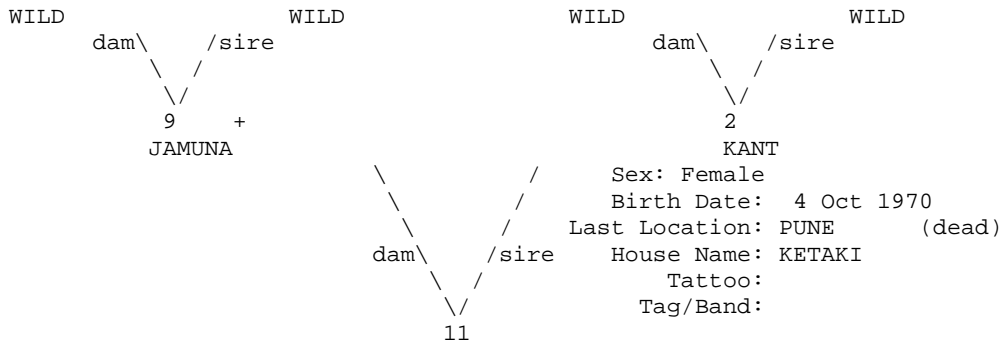 WILD WILD WILD WILD
dam\ /sire dam\ /sire
\ / \ /
\/ \/
9 + 2
JAMUNA KANT
\ / Sex: Female
\ / Birth Date: 4 Oct 1970
\ / Last Location: PUNE (dead)
dam\ /sire House Name: KETAKI
\ / Tattoo:
\/ Tag/Band:
11